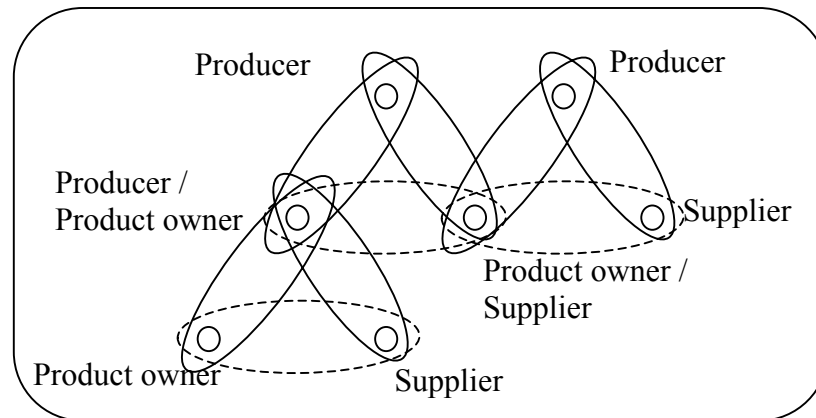 Producer
Producer
Producer /
Product owner
Supplier
Product owner /
Supplier
Product owner
Supplier